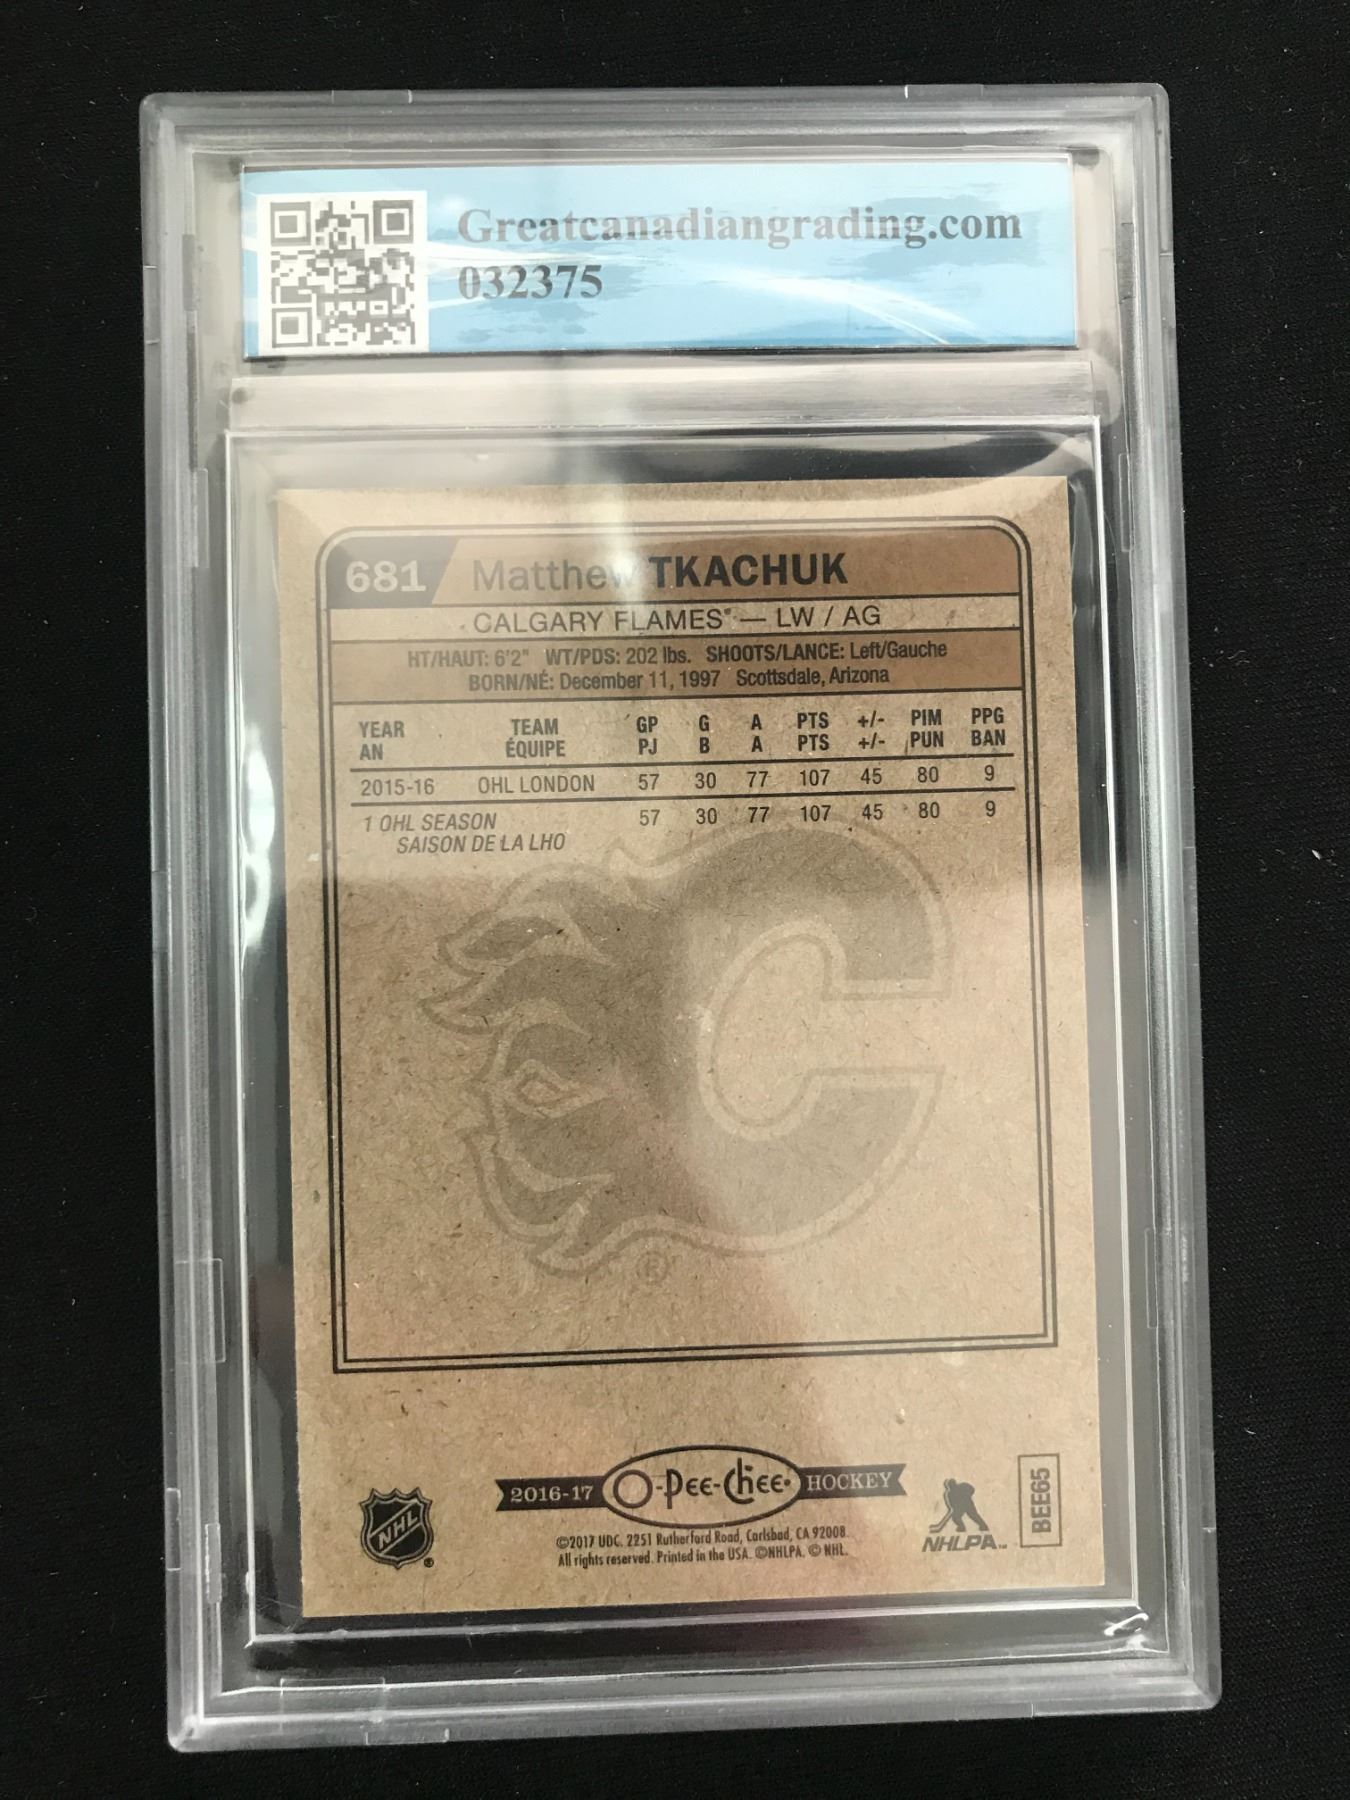 Greatcanadiangrading.com
032375
681 Matthew TKACHUK
CALGARY FLAMES® — LW / AG
HT/HAUT: 6'2" WT/PDS: 202 lbs. SHOOTS/LANCE: Left/Gauche
BORN/NÉ: December 11, 1997 Scottsdale, Arizona
YEAR TEAM GP G A PTS +/- PIM PPG
AN ÉQUIPE PJ B A PTS +/- PUN BAN
2015-16 OHL LONDON 57 30 77 107 45 80 9
1 OHL SEASON 57 30 77 107 45 80 9
SAISON DE LA LHO
®
2016-17 O-Pee-Chee® HOCKEY
NHL®
©2017 UDC. 2251 Rutherford Road, Carlsbad, CA 92008.
All rights reserved. Printed in the USA. ©NHLPA. © NHL.
NHLPA™
BEE65